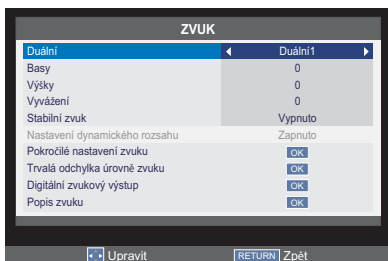 ZVUK
Duální Duální1
Basy 0
Výšky 0
Vyvážení 0
Stabilní zvuk Vypnuto
Nastavení dynamického rozsahu Zapnuto
Pokročilé nastavení zvuku OK
Trvalá odchylka úrovně zvuku OK
Digitální zvukový výstup OK
Popis zvuku OK
Upravit RETURN Zpět